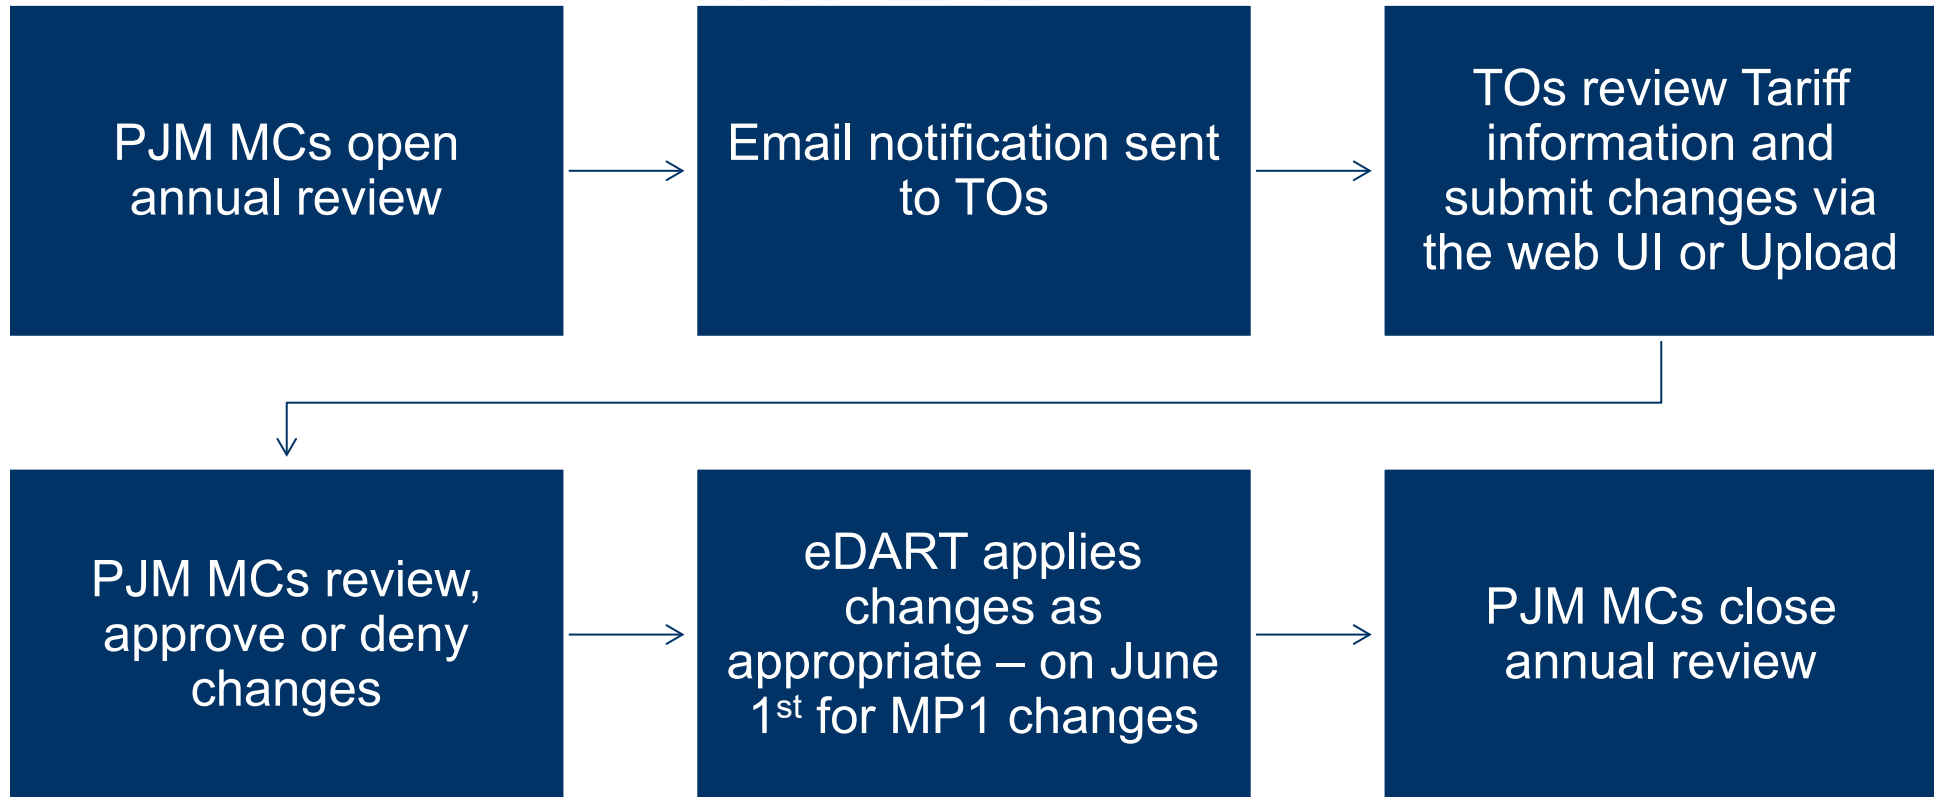 PJM MCs open
annual review
Email notification sent
to TOs
TOs review Tariff
information and
submit changes via
the web UI or Upload
PJM MCs review,
approve or deny
changes
eDART applies
changes as
appropriate – on June
1st for MP1 changes
PJM MCs close
annual review